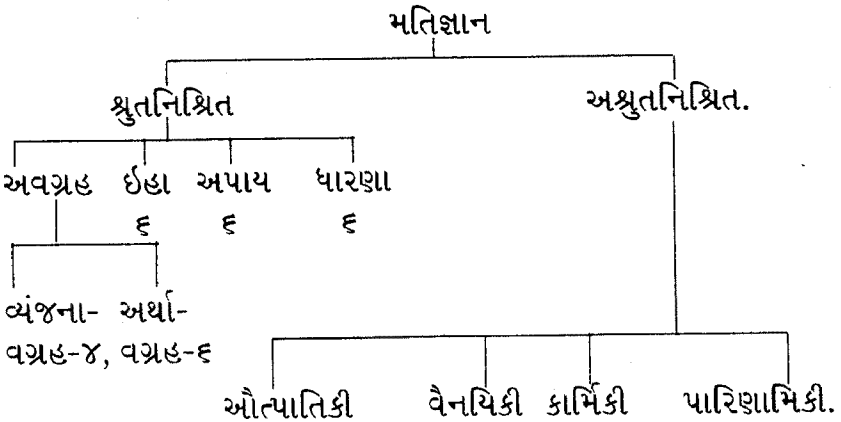 મતિજ્ઞાન
શ્રુતનિશ્રિત અશ્રુતનિશ્રિત.
અવગ્રહ ઇહા અપાય ધારણા
૬ ૬ ૬
વ્યંજના- અર્થા-
વગ્રહ-૪, વગ્રહ-૬
ઔત્પાતિકી વૈનયિકી કાર્મિકી પારિણામિકી.